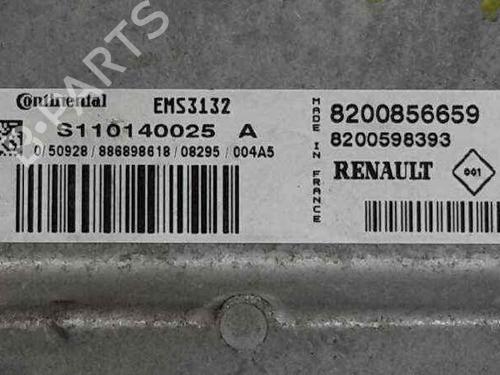 Continental EMS3132
S110140025 A
0/50928/886898618/08295/004A5
MADE IN FRANCE
8200856659
8200598393
RENAULT 001
B-PARTS